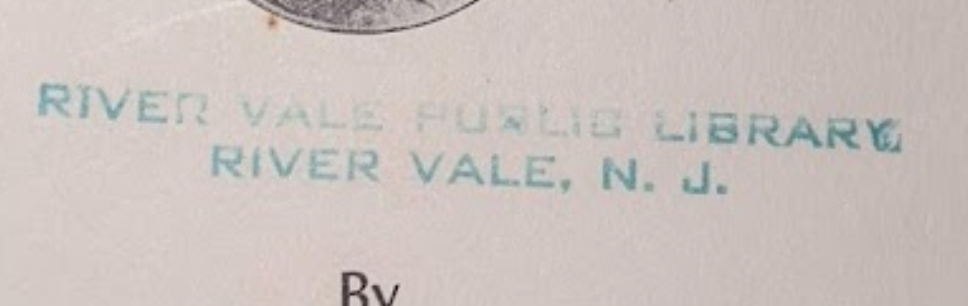 RIVER VALE PUBLIC LIBRARY
RIVER VALE, N. J.
By